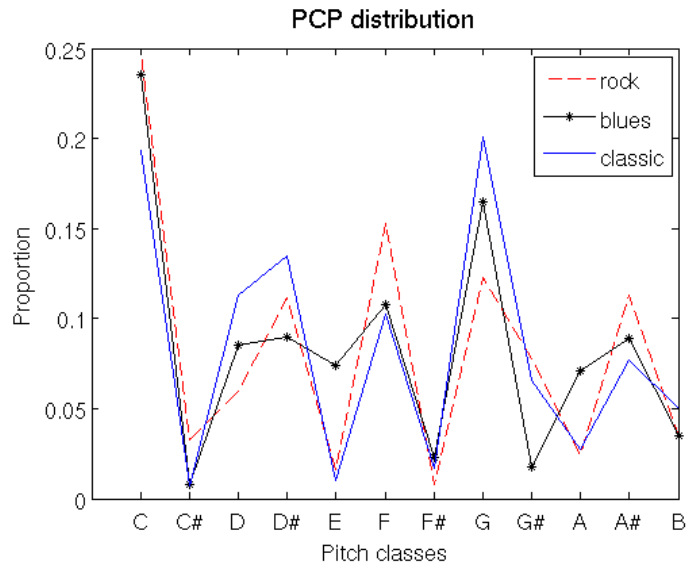 PCP distribution
0.25
0.2
0.15
0.1
0.05
0
Proportion
rock
blues
classic
C C# D D# E F F# G G# A A# B
Pitch classes